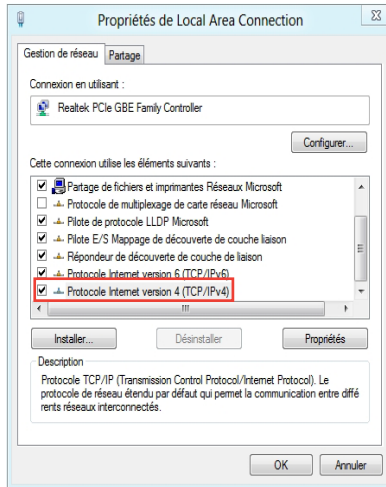 Propriétés de Local Area Connection
Gestion de réseau Partage
Connexion en utilisant :
Realtek PCIe GBE Family Controller
Configurer...
Cette connexion utilise les éléments suivants :
Partage de fichiers et imprimantes Réseaux Microsoft
Protocole de multiplexage de carte réseau Microsoft
Pilote de protocole LLDP Microsoft
Pilote E/S Mappage de découverte de couche liaison
Répondeur de découverte de couche de liaison
Protocole Internet version 6 (TCP/IPv6)
Protocole Internet version 4 (TCP/IPv4)
Installer... Désinstaller Propriétés
Description
Protocole TCP/IP (Transmission Control Protocol/Internet Protocol). Le
protocole de réseau étendu par défaut qui permet la communication entre diffé
rents réseaux interconnectés.
OK Annuler